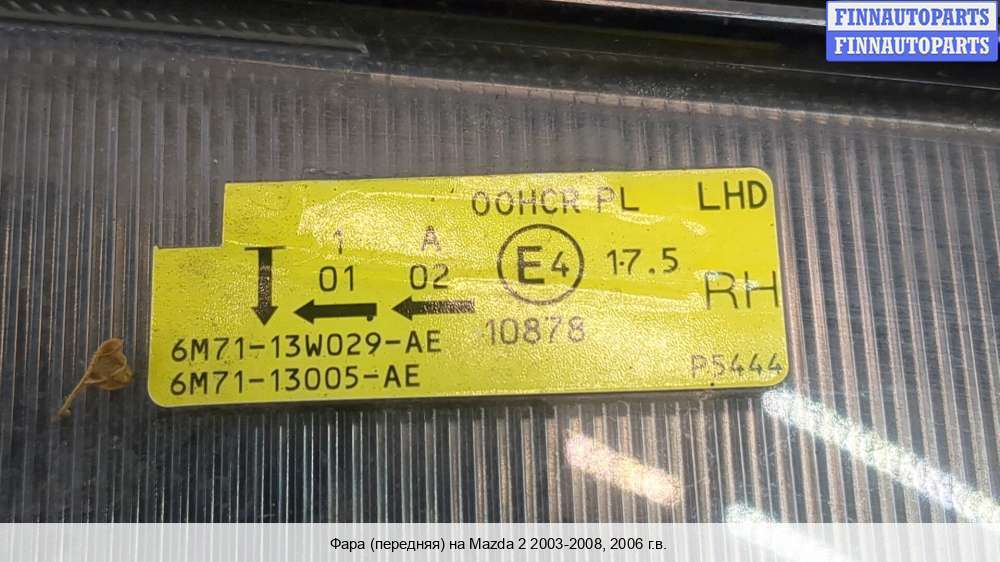 FINNAUTOPARTS
FINNAUTOPARTS
00HCR PL LHD
1 A
01 02 E4 17.5 RH
10878
6M71-13W029-AE
6M71-13005-AE P5444
Фара (передняя) на Mazda 2 2003-2008, 2006 г.в.